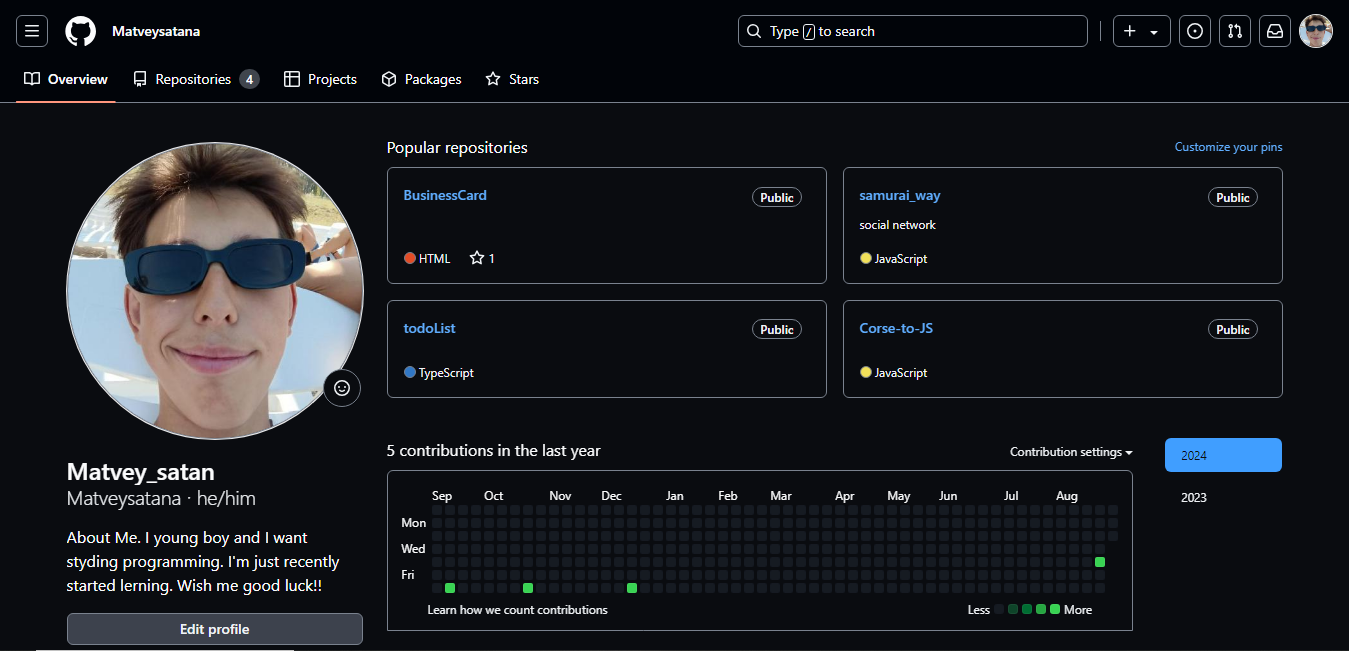 Matveysatana
Type / to search
Overview
Repositories 4
Projects
Packages
Stars
Popular repositories
Customize your pins
BusinessCard
Public
HTML
1
samurai_way
Public
social network
JavaScript
todoList
Public
TypeScript
Corse-to-JS
Public
JavaScript
Matvey_satan
Matveysatana · he/him
About Me. I young boy and I want
styding programming. I'm just recently
started lerning. Wish me good luck!!
Edit profile
5 contributions in the last year
Contribution settings
2024
2023
Sep Oct Nov Dec Jan Feb Mar Apr May Jun Jul Aug
Mon
Wed
Fri
Learn how we count contributions
Less
More